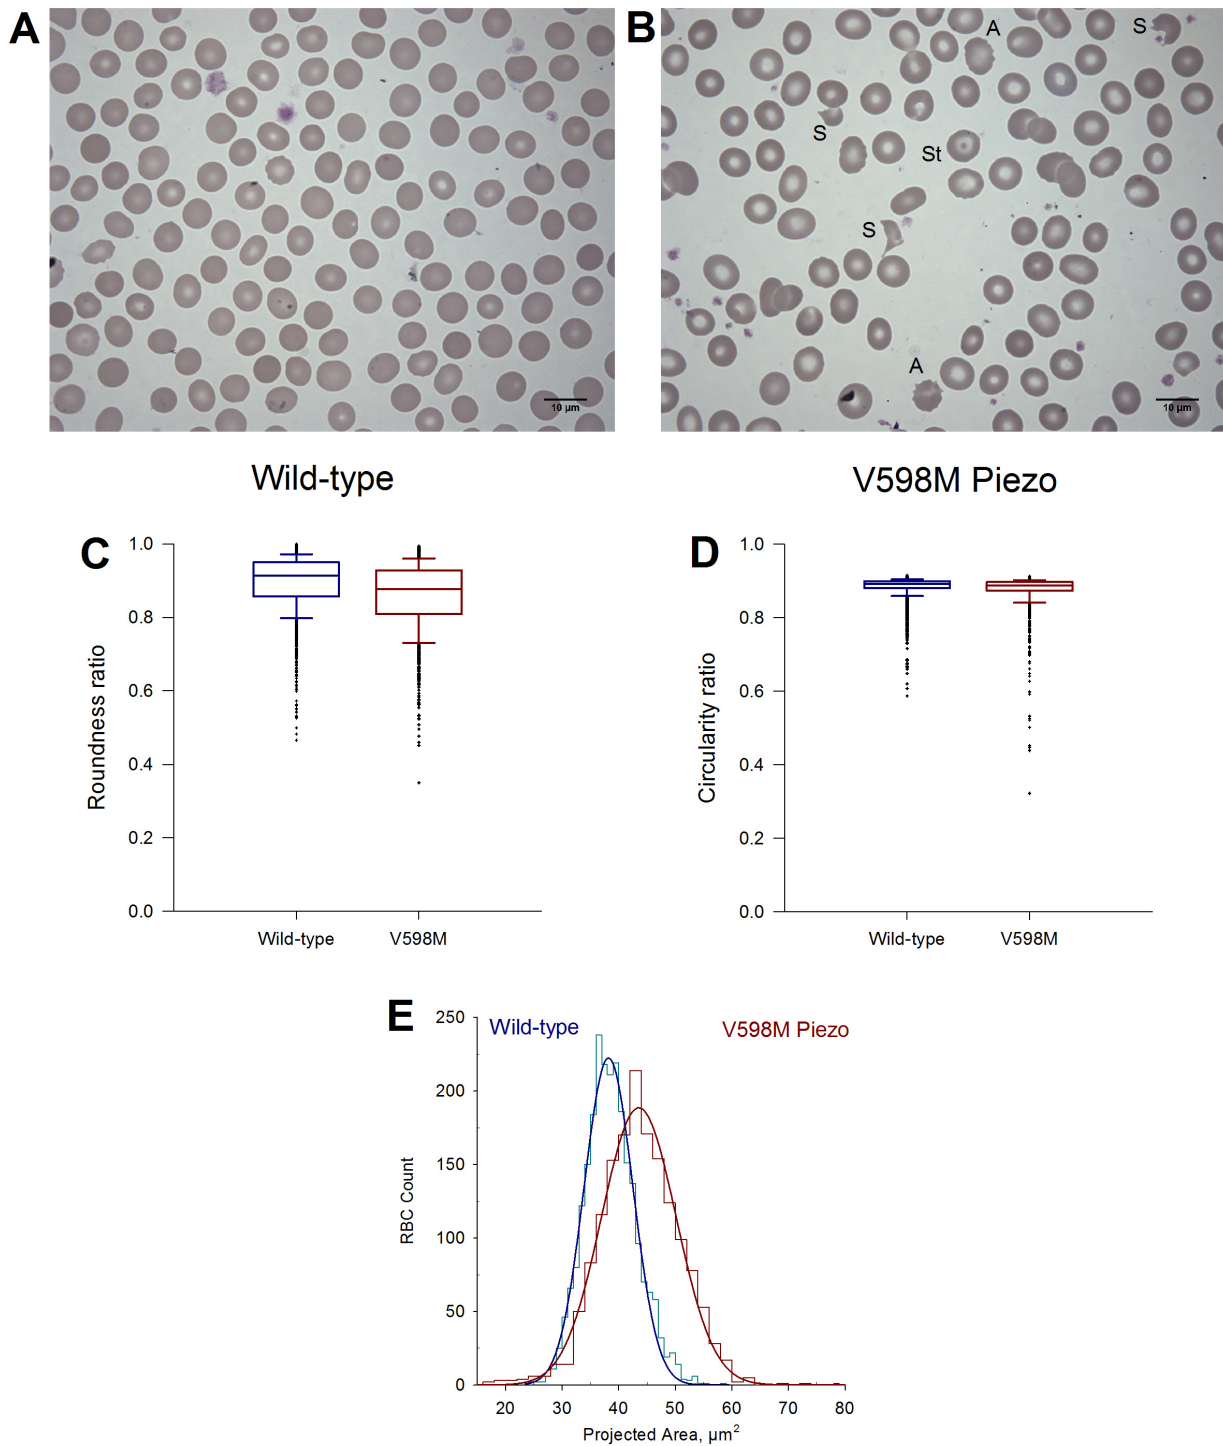 A
B
A
S
S
St
S
A
10 µm
10 µm
Wild-type
V598M Piezo
C
1.0
0.8
0.6
0.4
0.2
0.0
Roundness ratio
Wild-type
V598M
D
1.0
0.8
0.6
0.4
0.2
0.0
Circularity ratio
Wild-type
V598M
E
Wild-type
V598M Piezo
250
200
150
100
50
0
RBC Count
20
30
40
50
60
70
80
Projected Area, µm²